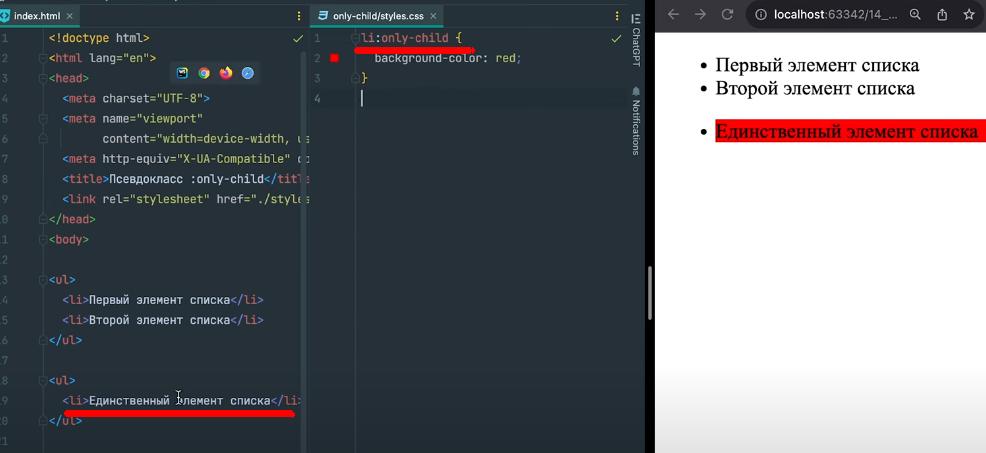 index.html
only-child/styles.css
localhost:63342/14_...
1 <!doctype html>
2 <html lang="en">
3 <head>
4 <meta charset="UTF-8">
5 <meta name="viewport"
6 content="width=device-width, us
7 <meta http-equiv="X-UA-Compatible" co
8 <title>Псевдокласс :only-child</title
9 <link rel="stylesheet" href="./styles
10 </head>
11 <body>
12
13 <ul>
14 <li>Первый элемент списка</li>
15 <li>Второй элемент списка</li>
16 </ul>
17
18 <ul>
19 <li>Единственный элемент списка</li>
20 </ul>
21
1 li:only-child {
2 background-color: red;
3 }
4
ChatGPT
Notifications
Первый элемент списка
Второй элемент списка
Единственный элемент списка